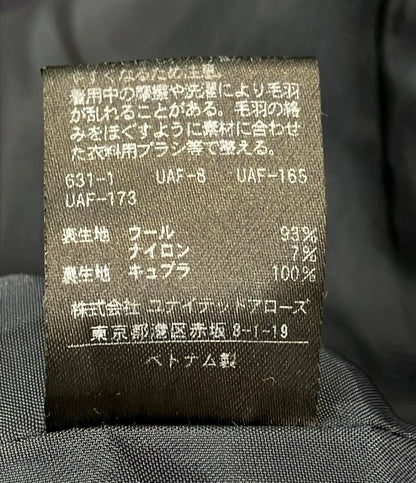 やすくなるため注意。
着用中の摩擦や洗濯により毛羽
が乱れることがある。毛羽の絡
みをほぐすように素材に合わせ
た衣料用ブラシ等で整える。
631-1 UAF-8 UAF-165
UAF-173
表生地 ウール 93%
ナイロン 7%
裏生地 キュプラ 100%
株式会社 ユナイテッドアローズ
東京都港区赤坂 8-1-19
ベトナム製